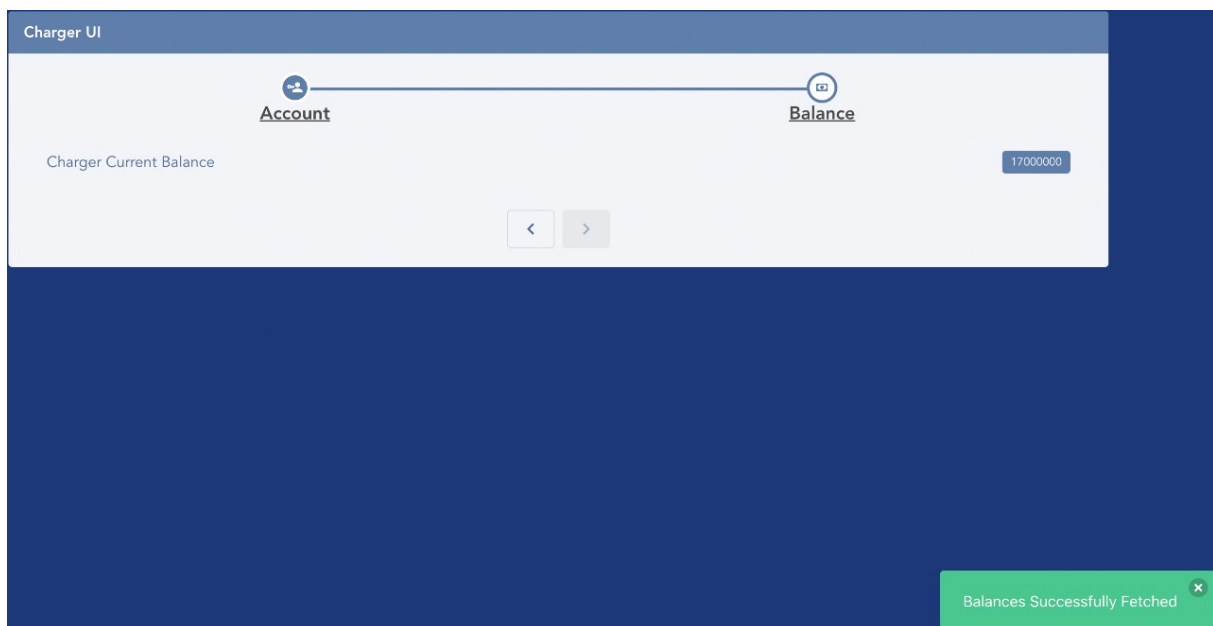 Charger UI
Account
Balance
Charger Current Balance
17000000
Balances Successfully Fetched